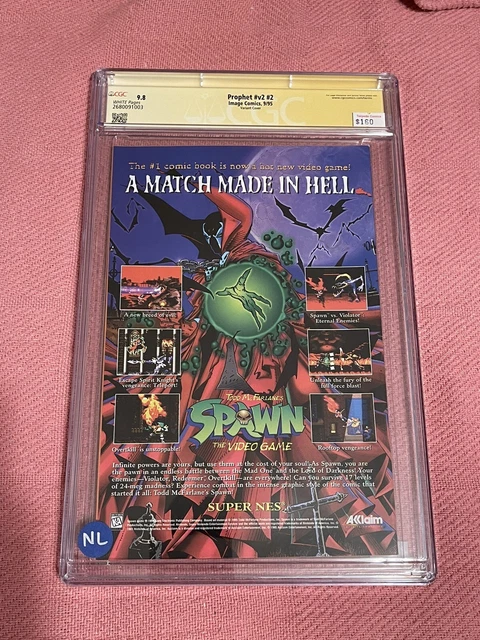 CGC
9.8
WHITE Pages
2680091003
Prophet #v2 #2
Image Comics, 9/95
Variant Cover
$160
The #1 comic book is now a hot new video game!
A MATCH MADE IN HELL
A new breed of evil!
Spawn vs. Violator.
Eternal Enemies!
Escape Spirit Knight's
vengeance: Teleport!
Unleash the fury of the
full force blast!
Overtkill is unstoppable!
Rooftop vengeance!
TODD McFARLANE'S
SPAWN
THE VIDEO GAME
Infinite powers are yours, but use them at the cost of your soul! As Spawn, you are
the pawn in an endless battle between the Mad One and the Lord of Darkness! Your
enemies—Violator, Redeemer, Overtkill—are everywhere! Can you survive 17 levels
of 24-meg madness? Experience combat in the intense graphic style of the comic that
started it all: Todd McFarlane's Spawn!
SUPER NES
K-A
AKKlaim
NL